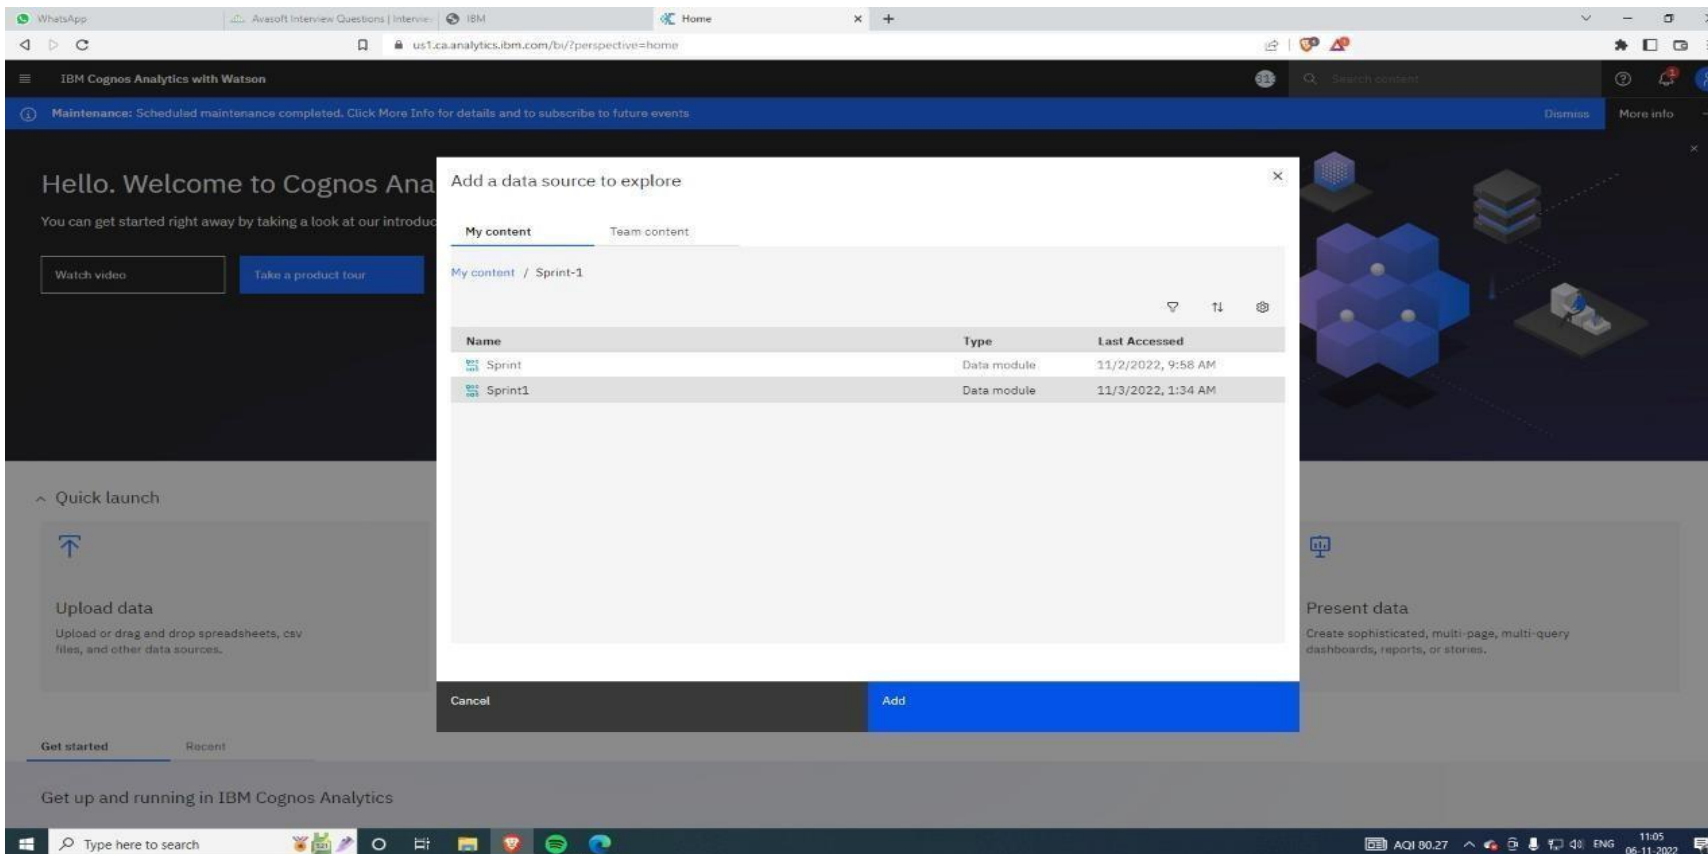 WhatsApp
Avasoft Interview Questions | Intervie
IBM
Home
us1.ca.analytics.ibm.com/bi/?perspective=home
IBM Cognos Analytics with Watson
Search content
Maintenance: Scheduled maintenance completed. Click More Info for details and to subscribe to future events
Dismiss
More info
Hello. Welcome to Cognos Ana
You can get started right away by taking a look at our introduc
Watch video
Take a product tour
Add a data source to explore
My content
Team content
My content / Sprint-1
Name Type Last Accessed
Sprint Data module 11/2/2022, 9:58 AM
Sprint1 Data module 11/3/2022, 1:34 AM
Cancel
Add
Quick launch
Upload data
Upload or drag and drop spreadsheets, csv
files, and other data sources.
Present data
Create sophisticated, multi-page, multi-query
dashboards, reports, or stories.
Get started
Recent
Get up and running in IBM Cognos Analytics
Type here to search
AQI 80.27
ENG
11:05
06-11-2022